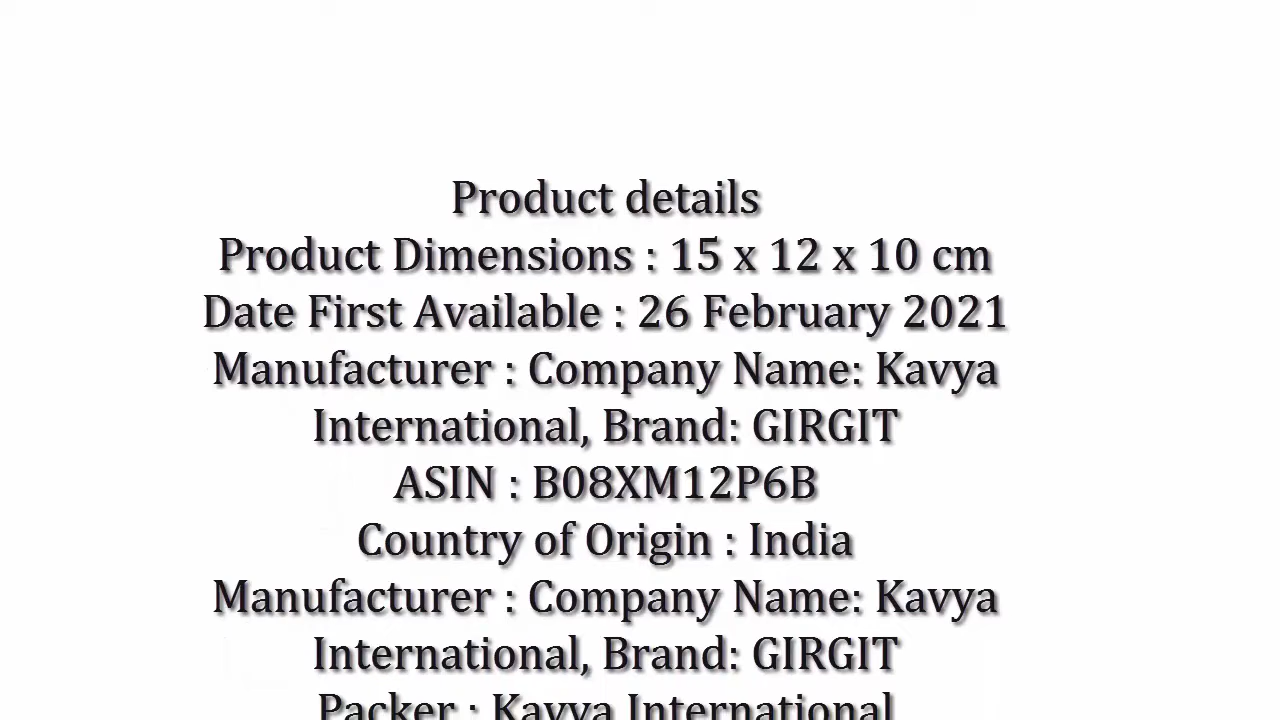 Product details
Product Dimensions : 15 x 12 x 10 cm
Date First Available : 26 February 2021
Manufacturer : Company Name: Kavya
International, Brand: GIRGIT
ASIN : B08XM12P6B
Country of Origin : India
Manufacturer : Company Name: Kavya
International, Brand: GIRGIT
Packer : Kavya International